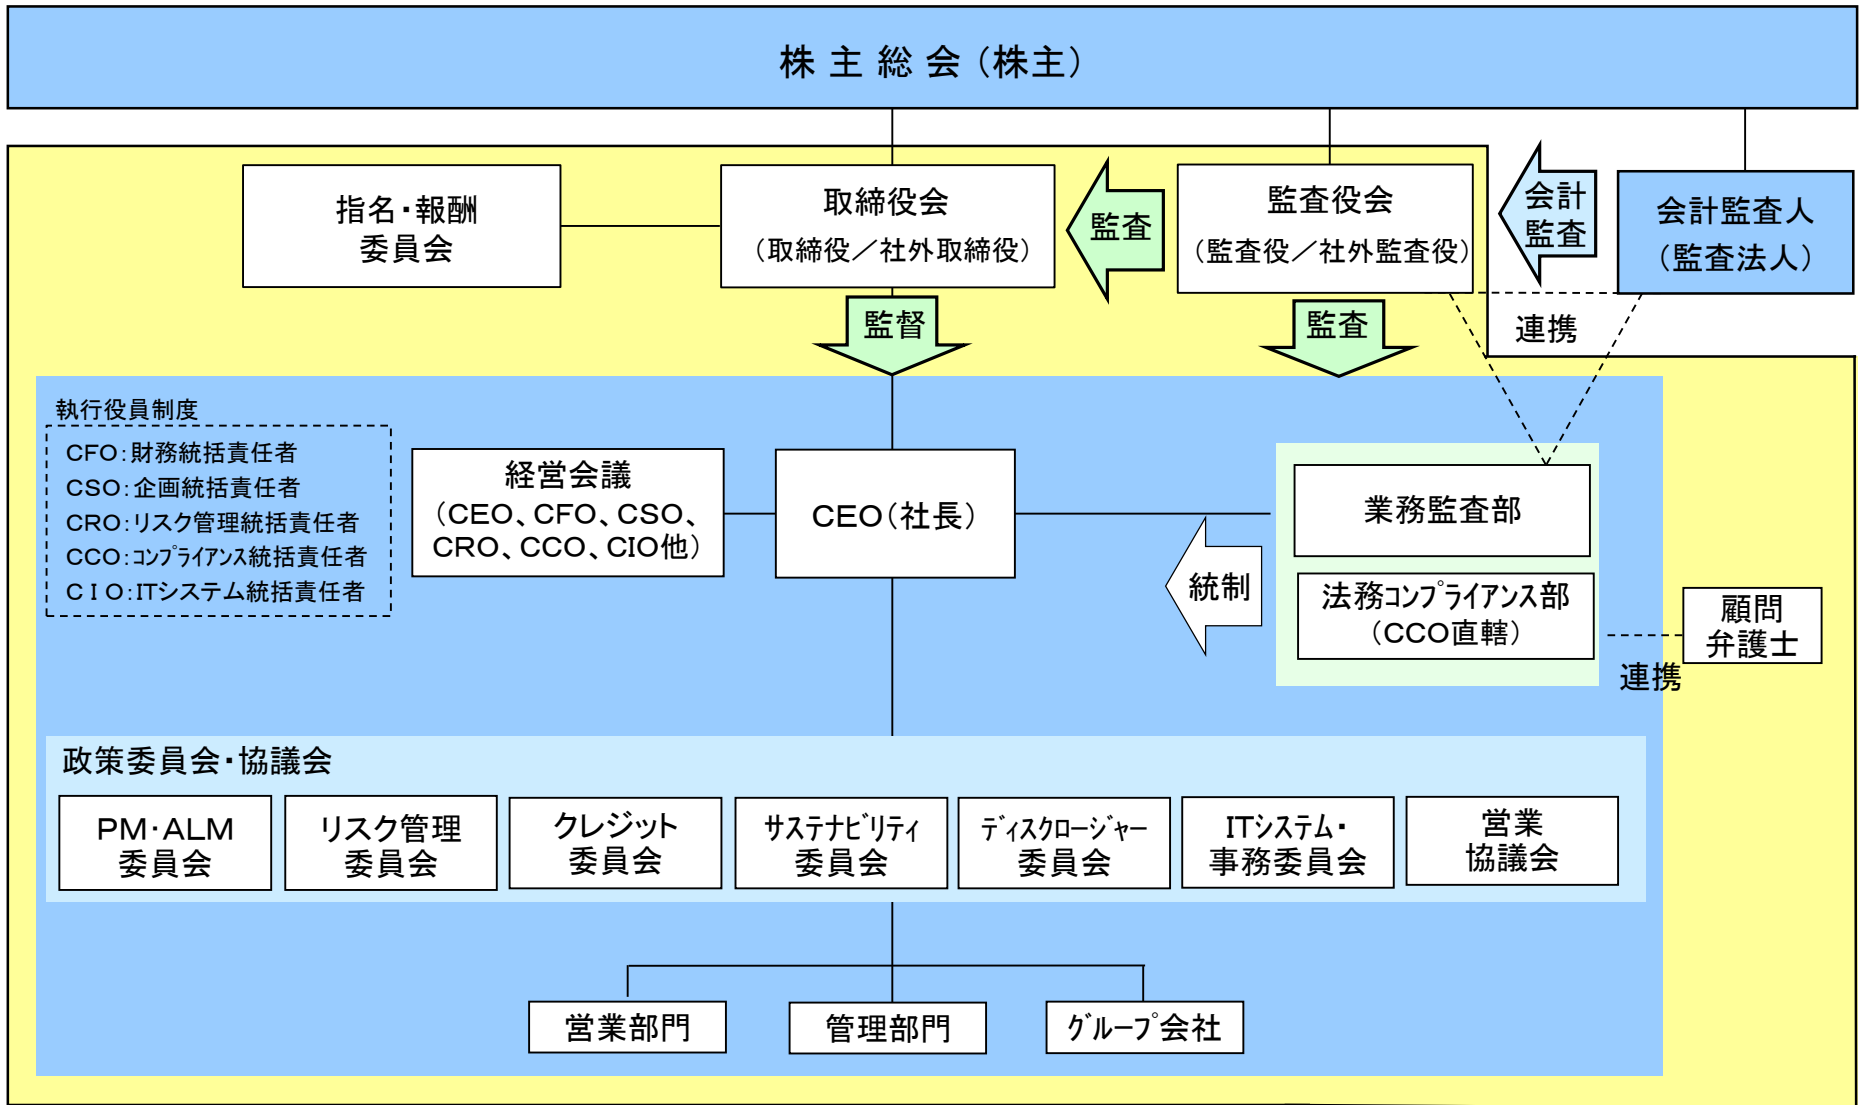 株 主 総 会 (株主)
指名・報酬
委員会
取締役会
(取締役／社外取締役)
監査
監査役会
(監査役／社外監査役)
会計
監査
会計監査人
(監査法人)
監督
監査
連携
執行役員制度
CFO:財務統括責任者
CSO:企画統括責任者
CRO:リスク管理統括責任者
CCO:ｺﾝﾌﾟﾗｲｱﾝｽ統括責任者
CIO:ITシステム統括責任者
経営会議
(CEO、CFO、CSO、
CRO、CCO、CIO他)
CEO(社長)
業務監査部
統制
法務ｺﾝﾌﾟﾗｲｱﾝｽ部
(CCO直轄)
顧問
弁護士
連携
政策委員会・協議会
PM・ALM
委員会
リスク管理
委員会
クレジット
委員会
ｻｽﾃﾅﾋﾞﾘﾃｨ
委員会
ﾃﾞｨｽｸﾛｰｼﾞｬｰ
委員会
ITシステム・
事務委員会
営業
協議会
営業部門
管理部門
ｸﾞﾙｰﾌﾟ会社